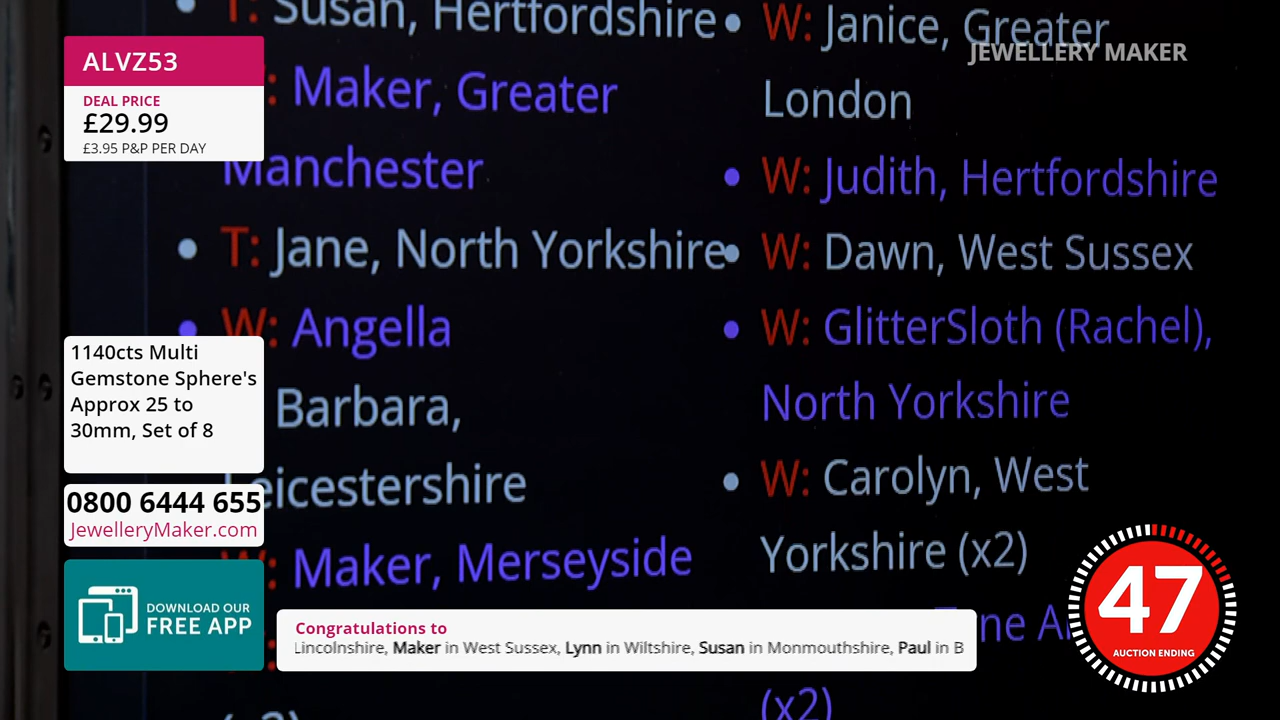 T: Susan, Hertfordshire
: Maker, Greater
Manchester
T: Jane, North Yorkshire
W: Angella
Barbara,
Leicestershire
W: Maker, Merseyside
(x2)
W: Janice, Greater
London
W: Judith, Hertfordshire
W: Dawn, West Sussex
W: GlitterSloth (Rachel),
North Yorkshire
W: Carolyn, West
Yorkshire (x2)
(x2)
JEWELLERY MAKER
ALVZ53
DEAL PRICE
£29.99
£3.95 P&P PER DAY
1140cts Multi
Gemstone Sphere's
Approx 25 to
30mm, Set of 8
0800 6444 655
JewelleryMaker.com
DOWNLOAD OUR
FREE APP
Congratulations to
Lincolnshire, Maker in West Sussex, Lynn in Wiltshire, Susan in Monmouthshire, Paul in B
47
AUCTION ENDING